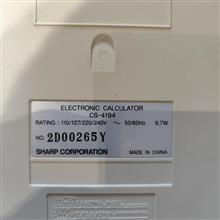 ELECTRONIC CALCULATOR
CS-4194
RATING : 110/127/220/240V ～ 50/60Hz 9.7W
NO. 2D00265Y
SHARP CORPORATION MADE IN CHINA